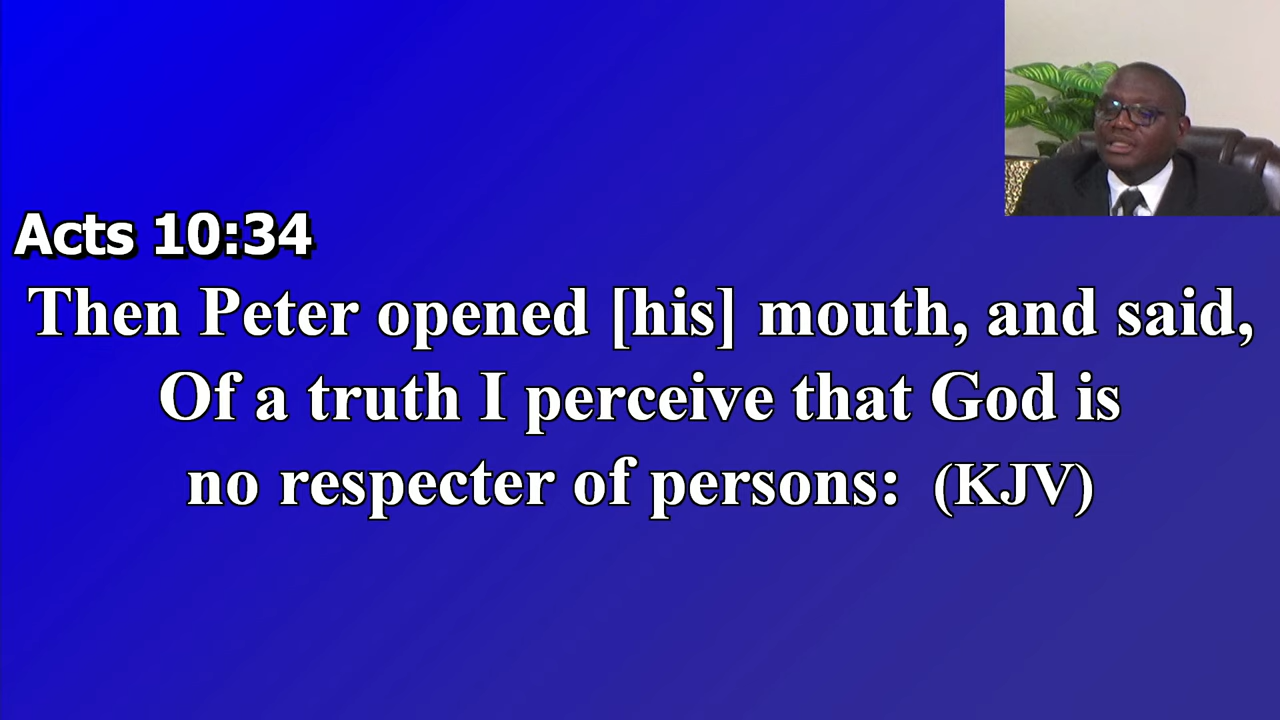 Acts 10:34
Then Peter opened [his] mouth, and said,
Of a truth I perceive that God is
no respecter of persons: (KJV)